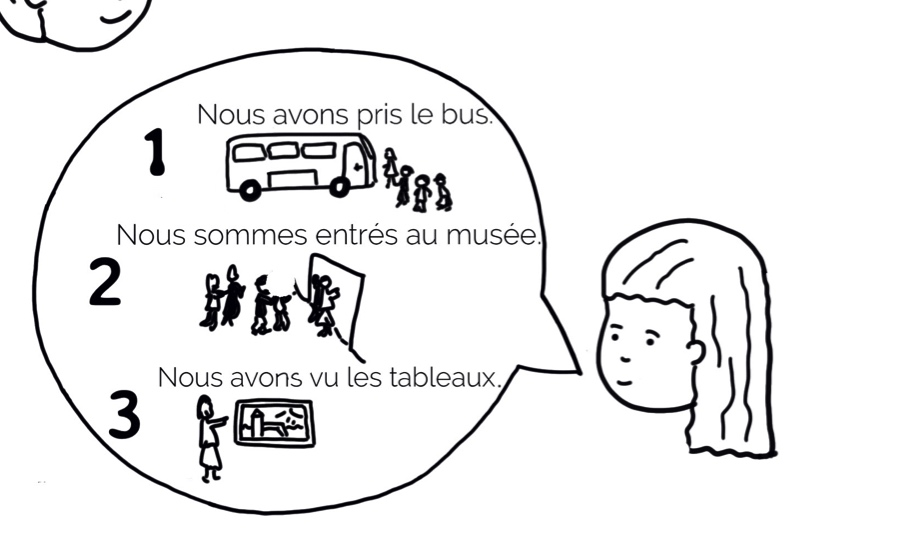 1
Nous avons pris le bus.
2
Nous sommes entrés au musée.
3
Nous avons vu les tableaux.